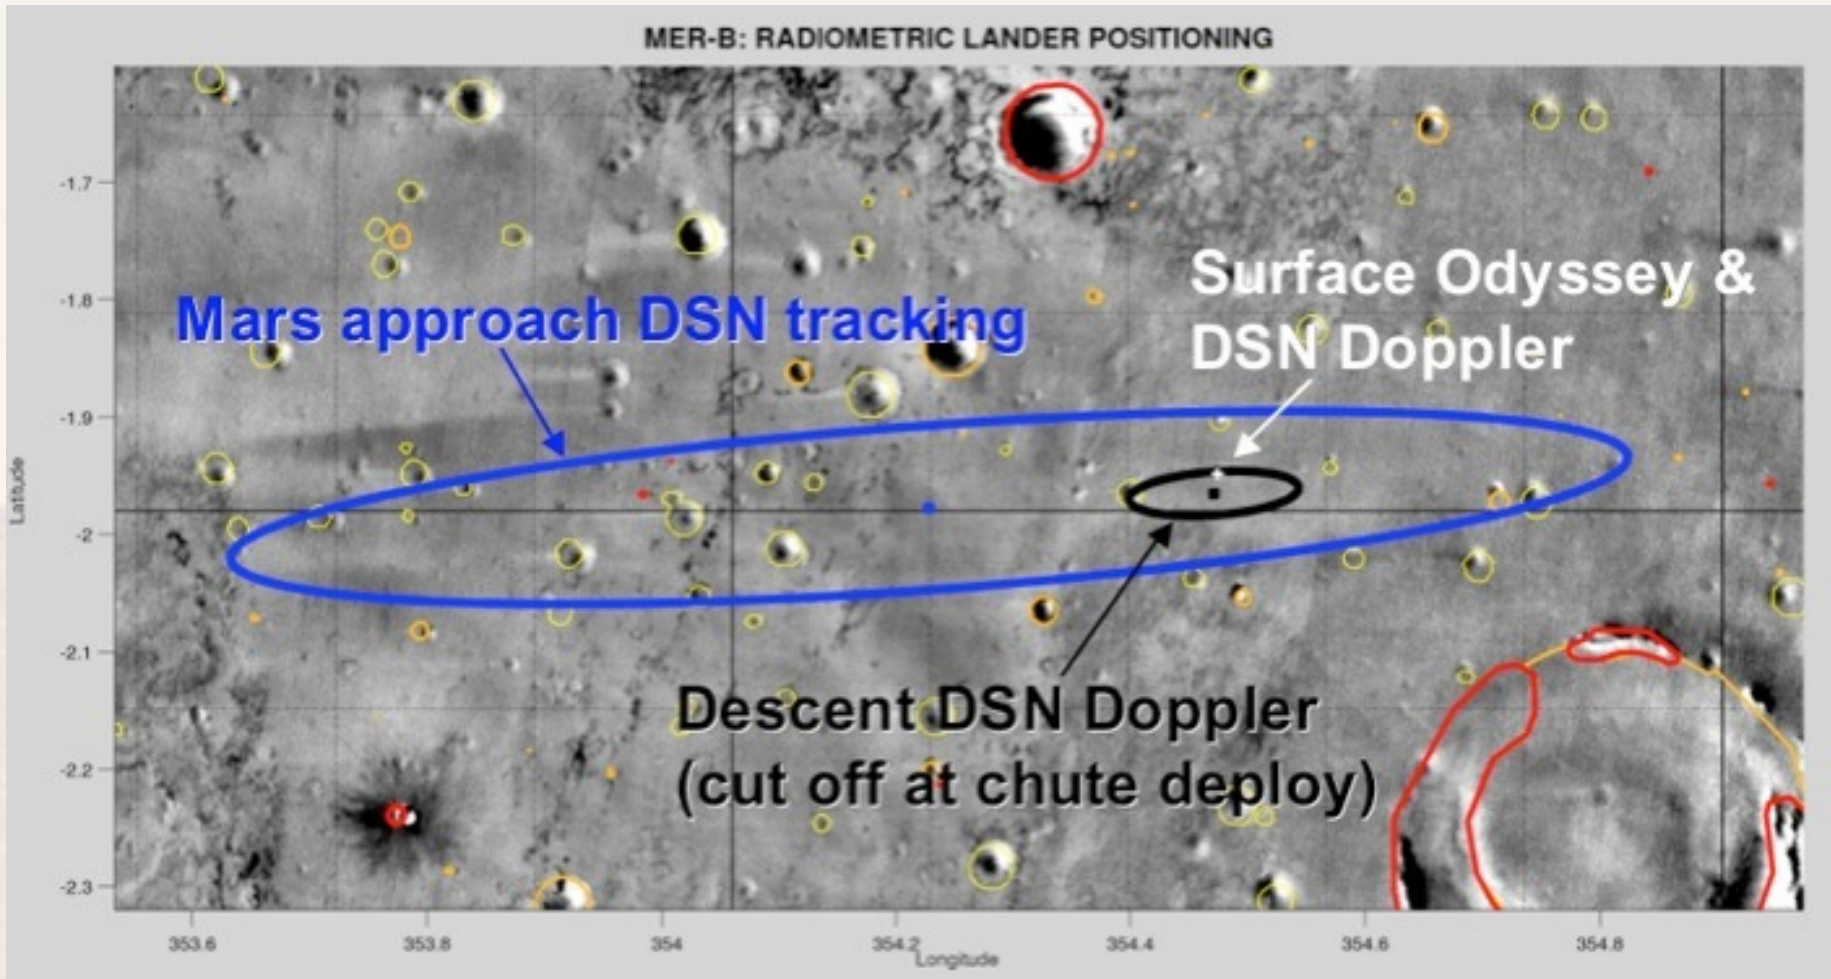 MER-B: RADIOMETRIC LANDER POSITIONING
-1.7
Surface Odyssey &
DSN Doppler
-1.8
Mars approach DSN tracking
-1.9
Latitude
-2
-2.1
Descent DSN Doppler
(cut off at chute deploy)
-2.2
-2.3
353.6
353.8
354
354.2
354.4
354.6
354.8
Longitude